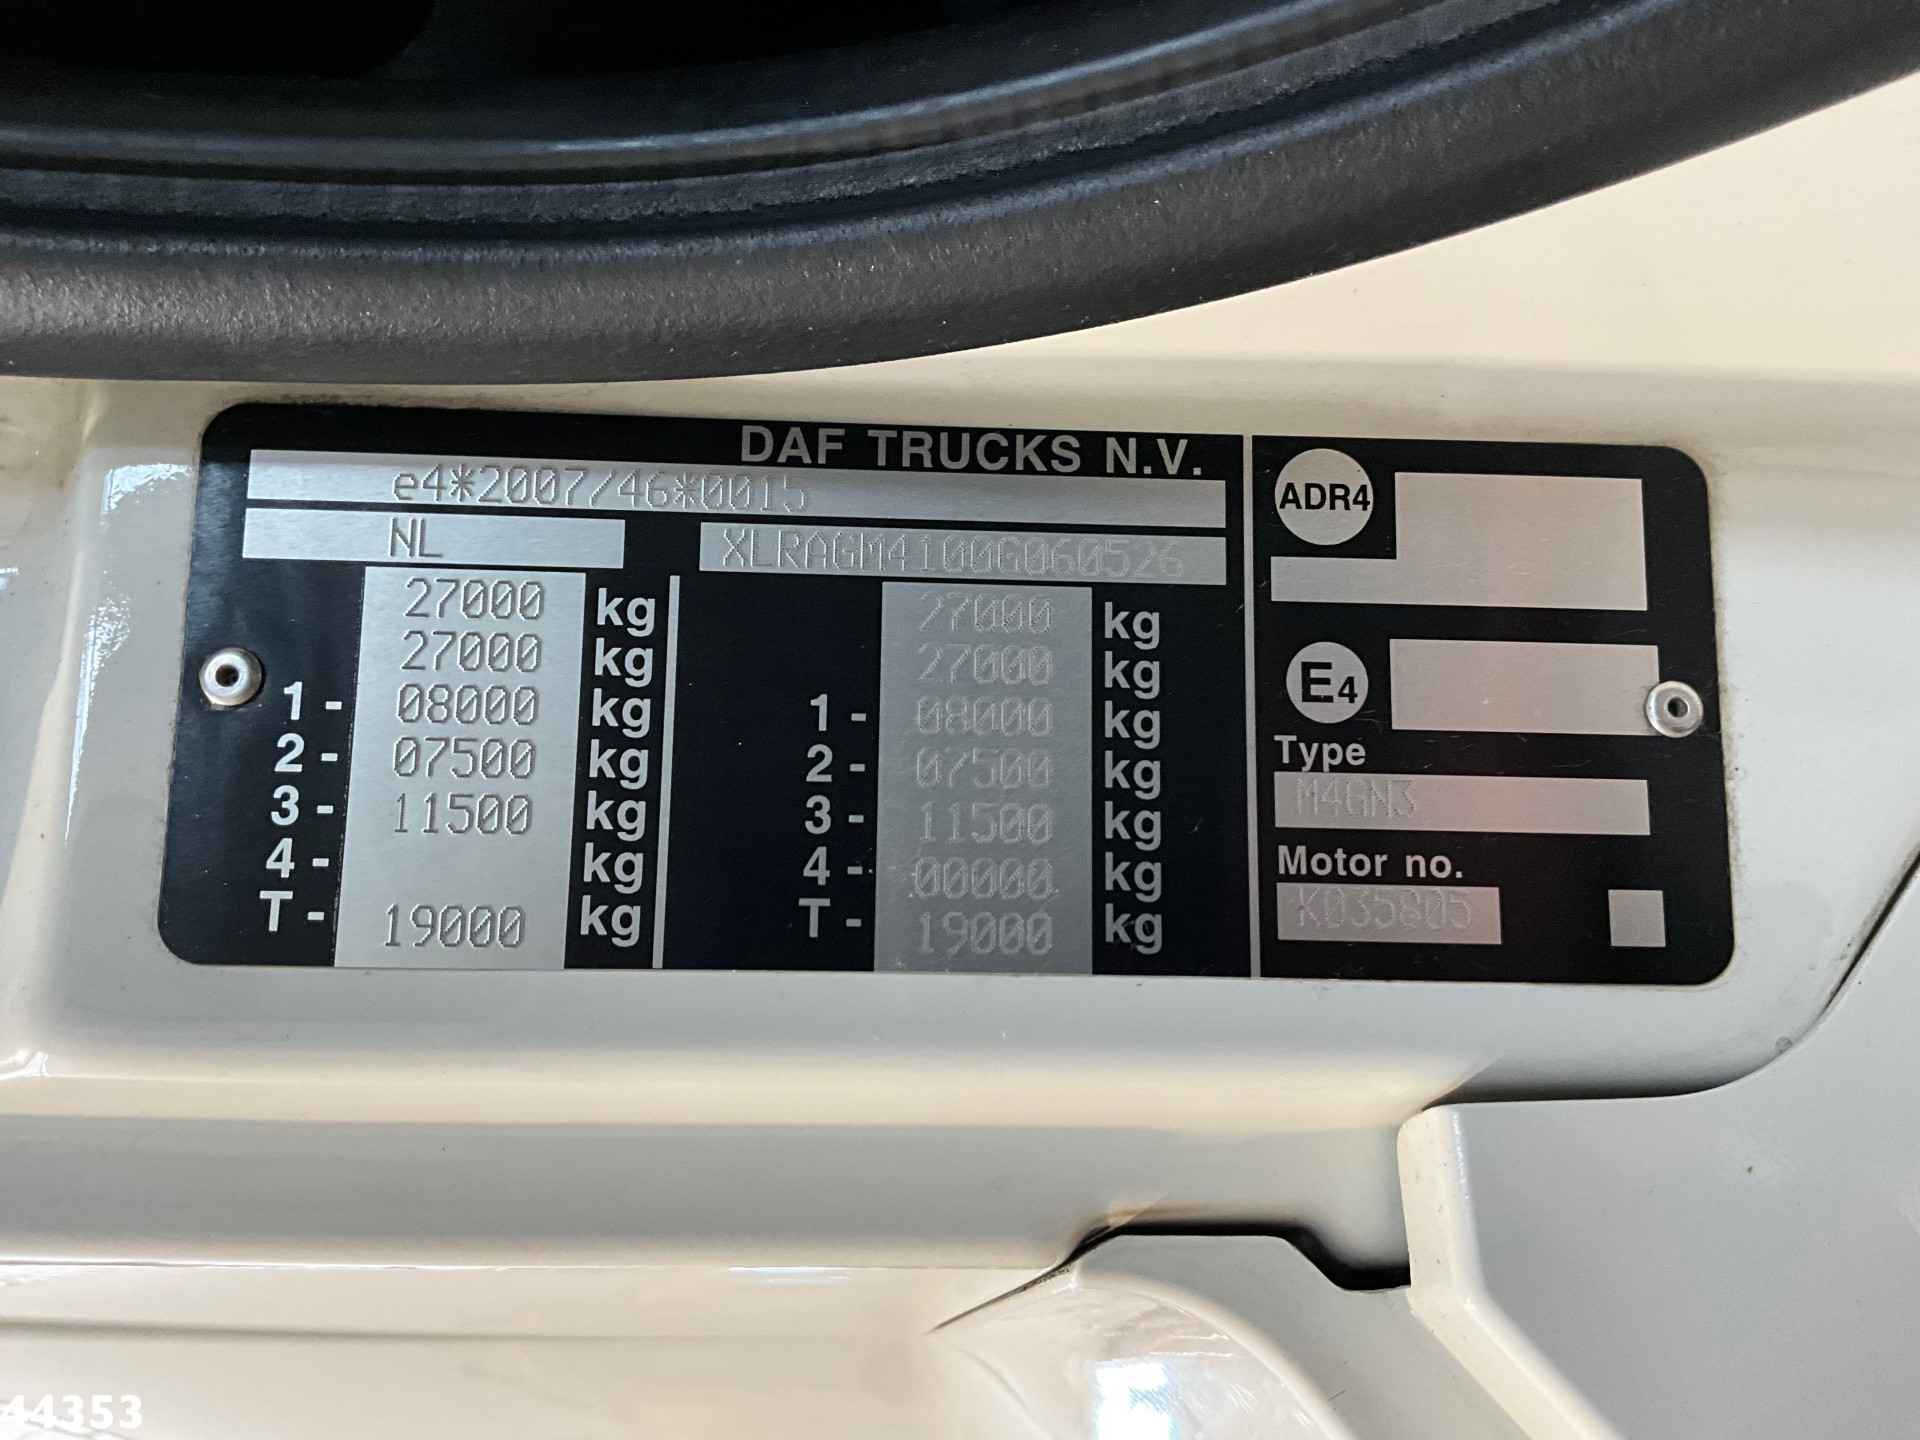 DAF TRUCKS N.V.
e4*2007/46*0015
NL XLRAGM4100G060526
27000 kg 27000 kg
27000 kg 27000 kg
1- 08000 kg 1- 08000 kg
2- 07500 kg 2- 07500 kg
3- 11500 kg 3- 11500 kg
4- kg 4- 00000 kg
T- 19000 kg T- 19000 kg
ADR4
E4
Type
M4GN3
Motor no.
K035805
44353